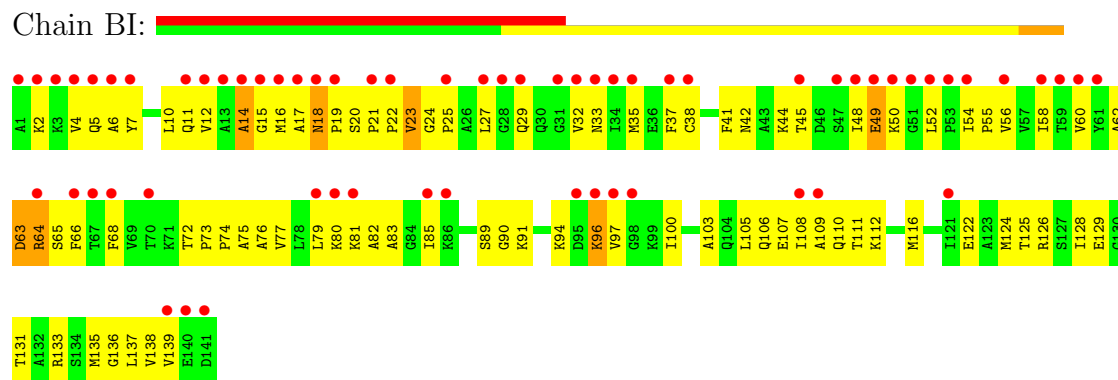 Chain BI:
A1 K2 K3 V4 Q5 A6 Y7 L10 Q11 V12 A13 A14 G15 M16 A17 N18 P19 S20 P21 P22 V23 G24 P25 A26 L27 G28 Q29 Q30 G31 V32 N33 I34 M35 E36 F37 C38 F41 N42 A43 K44 T45 D46 S47 I48 E49 K50 G51 L52 P53 I54 P55 V56 V57 I58 T59 V60 Y61 A62
D63 R64 S65 F66 T67 F68 V69 T70 K71 T72 P73 P74 A75 A76 V77 L78 L79 K80 K81 A82 A83 G84 I85 K86 S89 G90 K91 K94 D95 K96 V97 G98 K99 I100 A103 Q104 L105 Q106 E107 I108 A109 Q110 T111 K112 M116 I121 E122 A123 M124 T125 R126 S127 I128 E129 G130
T131 A132 R133 S134 M135 G136 L137 V138 V139 E140 D141